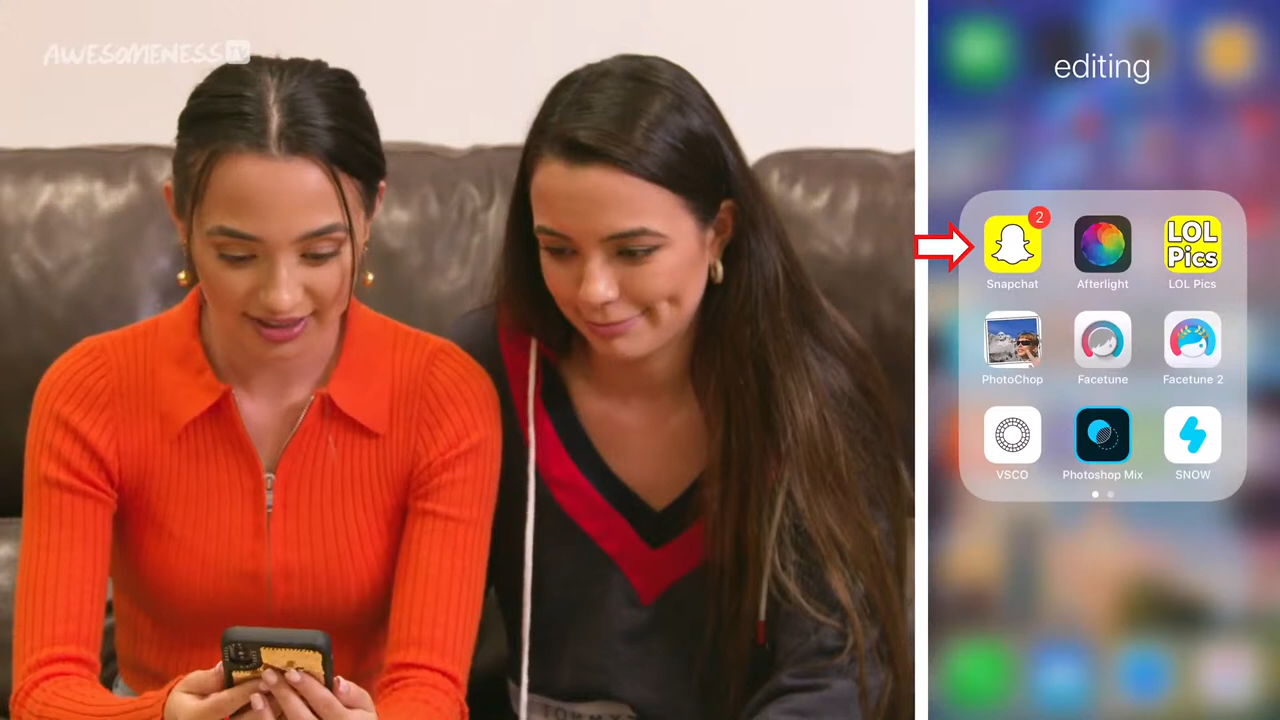 AWESOMENESS TV
editing
2
LOL
Pics
Snapchat
Afterlight
LOL Pics
PhotoChop
Facetune
Facetune 2
VSCO
Photoshop Mix
SNOW